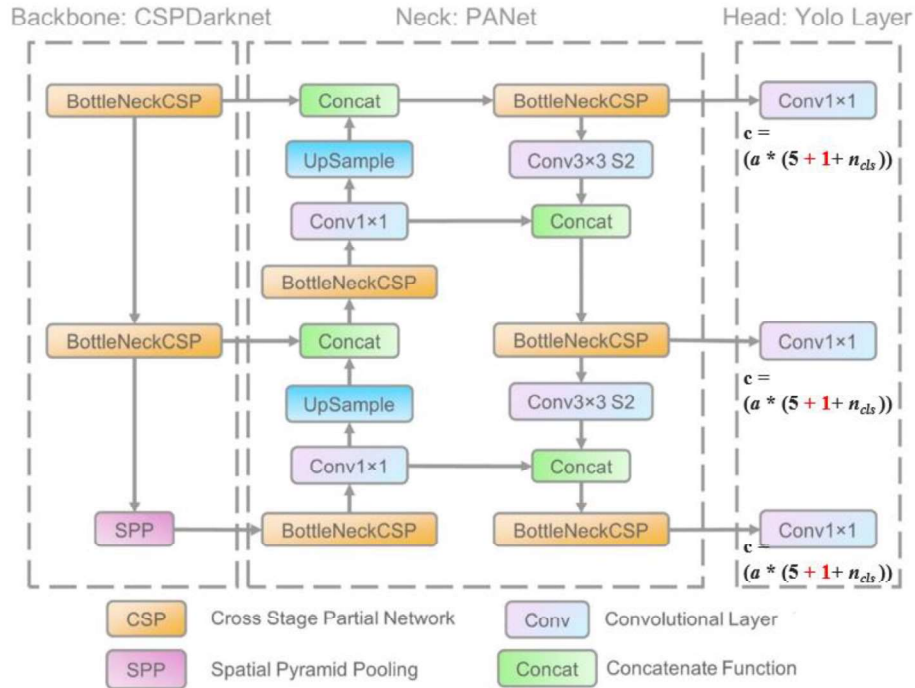 Backbone: CSPDarknet
Neck: PANet
Head: Yolo Layer
BottleNeckCSP
Concat
BottleNeckCSP
Conv1×1
c =
(a * (5 + 1+ n_cls))
UpSample
Conv3×3 S2
Conv1×1
Concat
BottleNeckCSP
BottleNeckCSP
Concat
BottleNeckCSP
Conv1×1
c =
(a * (5 + 1+ n_cls))
UpSample
Conv3×3 S2
Conv1×1
Concat
SPP
BottleNeckCSP
BottleNeckCSP
Conv1×1
c =
(a * (5 + 1+ n_cls))
CSP
Cross Stage Partial Network
Conv
Convolutional Layer
SPP
Spatial Pyramid Pooling
Concat
Concatenate Function